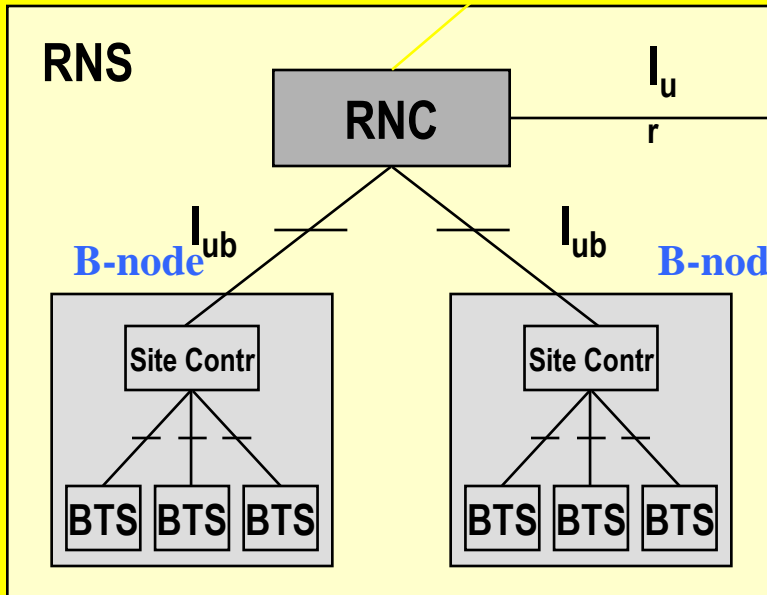 RNS
RNC
Iu
r
Iub
Iub
B-node
B-nod
Site Contr
Site Contr
BTS BTS BTS
BTS BTS BTS